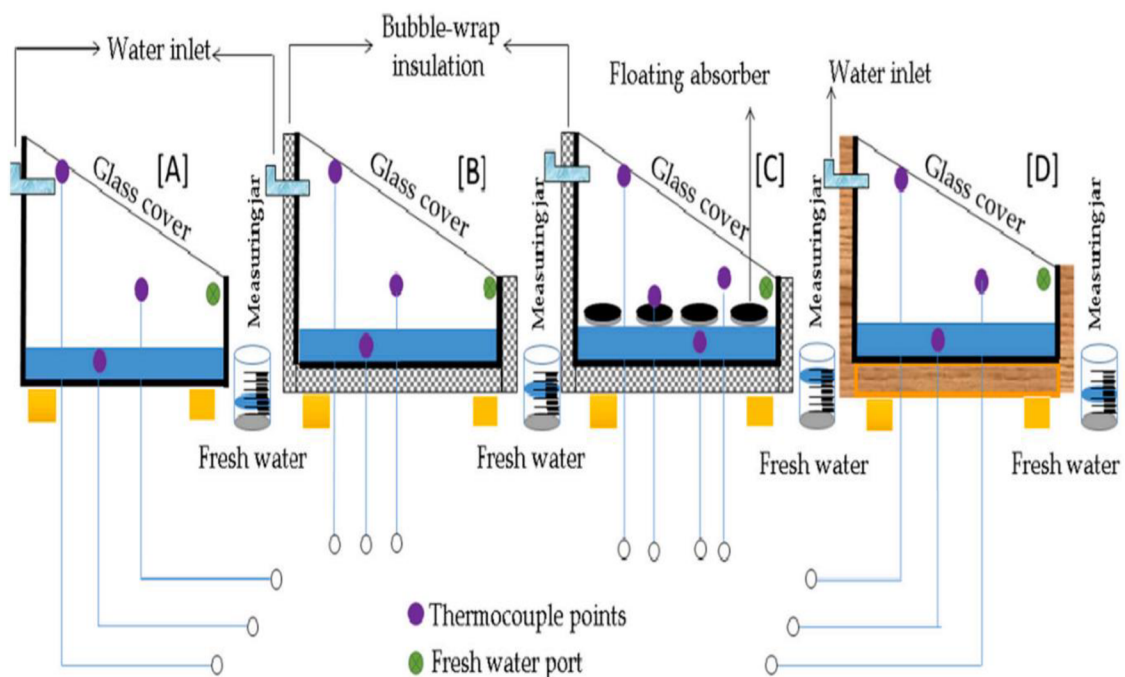 Water inlet
Bubble-wrap
insulation
Floating absorber
Water inlet
[A]
Glass cover
Measuring jar
[B]
Glass cover
Measuring jar
[C]
Glass cover
Measuring jar
[D]
Glass cover
Measuring jar
Fresh water
Fresh water
Fresh water
Fresh water
Thermocouple points
Fresh water port